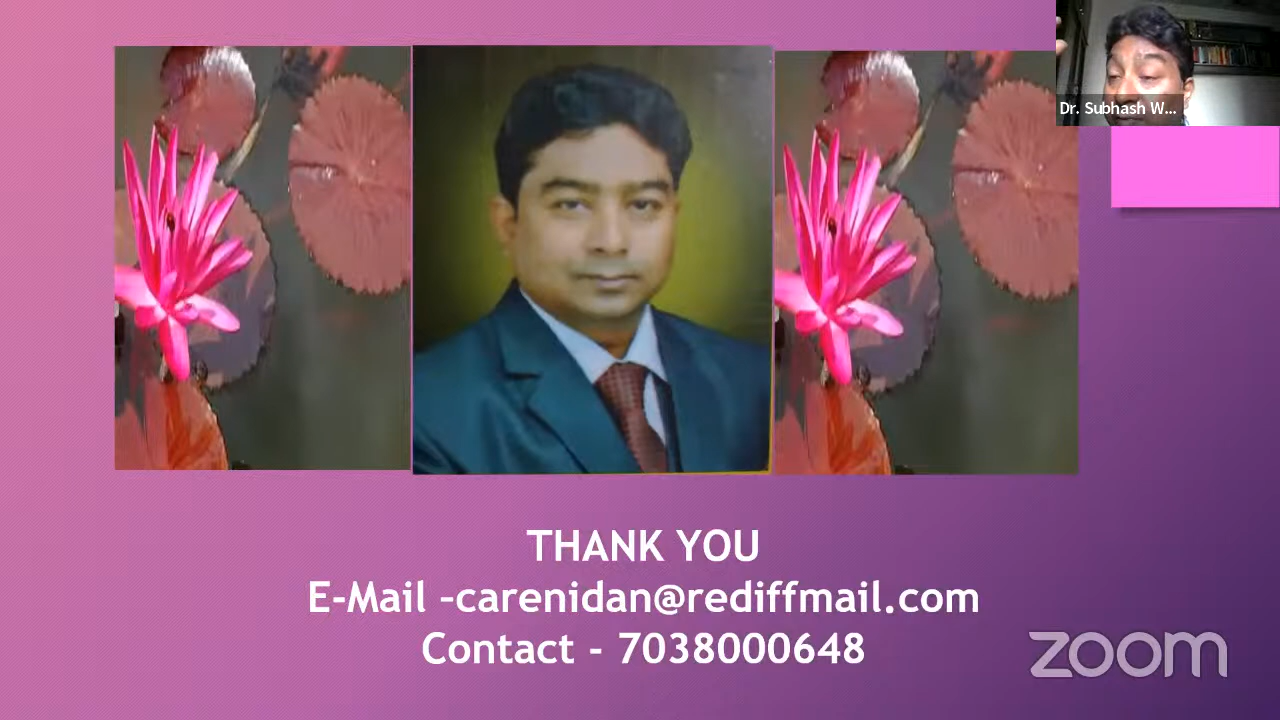 Dr. Subhash W...
THANK YOU
E-Mail –carenidan@rediffmail.com
Contact - 7038000648
zoom